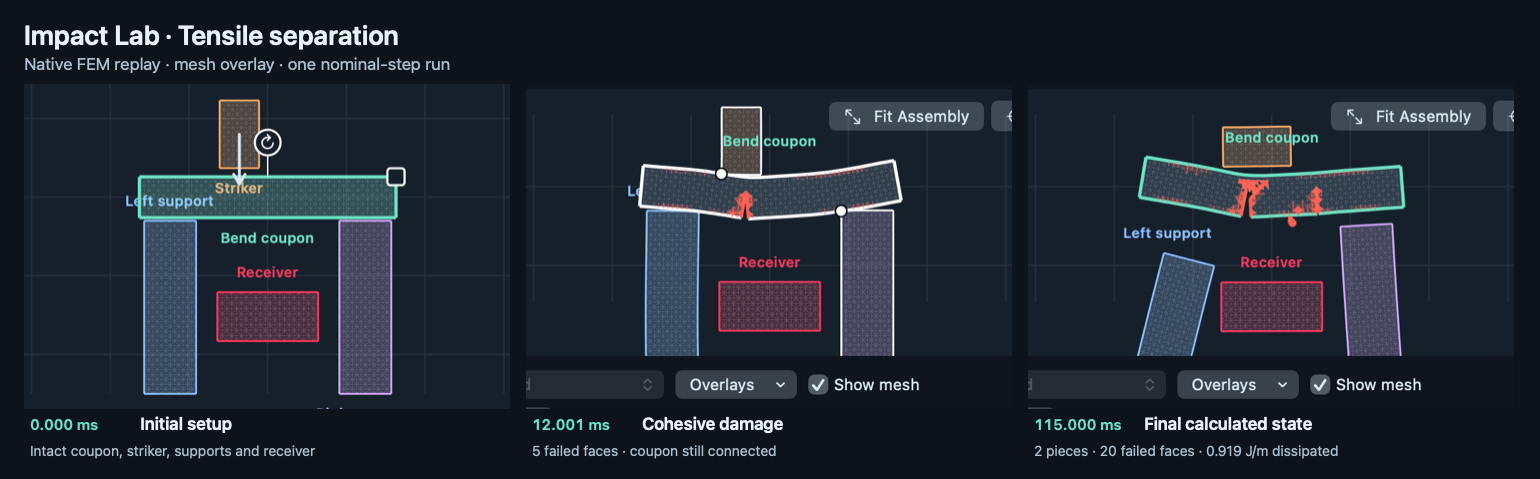 Impact Lab · Tensile separation
Native FEM replay · mesh overlay · one nominal-step run
Striker
Left support
Bend coupon
Receiver
Fit Assembly
Bend coupon
Receiver
Overlays
Show mesh
Fit Assembly
Bend coupon
Left support
Receiver
Overlays
Show mesh
0.000 ms Initial setup
Intact coupon, striker, supports and receiver
12.001 ms Cohesive damage
5 failed faces · coupon still connected
115.000 ms Final calculated state
2 pieces · 20 failed faces · 0.919 J/m dissipated